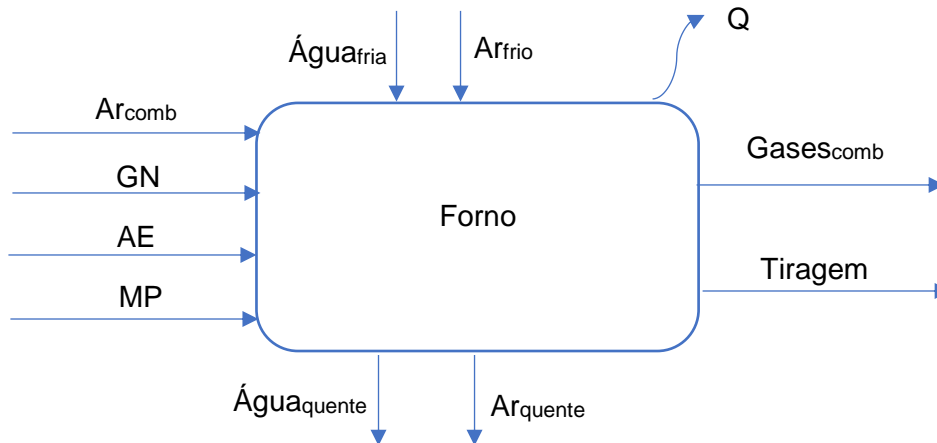 Q
Águafria
Arfrio
Arcomb
Gasescomb
GN
Forno
AE
Tiragem
MP
Águaquente
Arquente